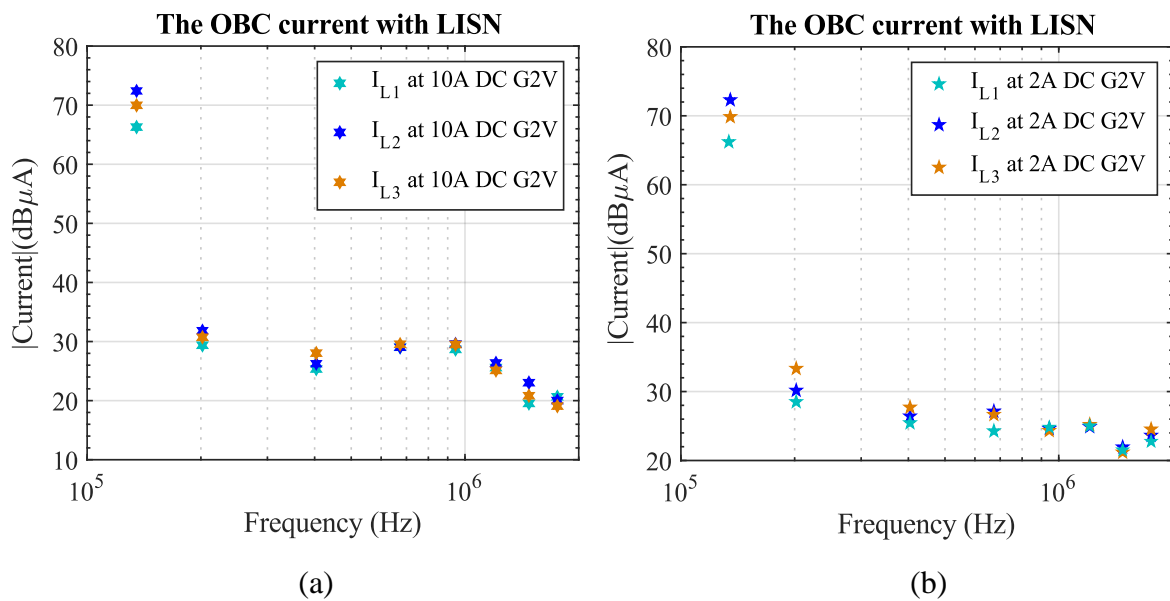 The OBC current with LISN
80
70
60
50
40
30
20
10
|Current|(dBμA)
I_L1 at 10A DC G2V
I_L2 at 10A DC G2V
I_L3 at 10A DC G2V
10^5
10^6
Frequency (Hz)
(a)
The OBC current with LISN
80
70
60
50
40
30
20
|Current|(dBμA)
I_L1 at 2A DC G2V
I_L2 at 2A DC G2V
I_L3 at 2A DC G2V
10^5
10^6
Frequency (Hz)
(b)